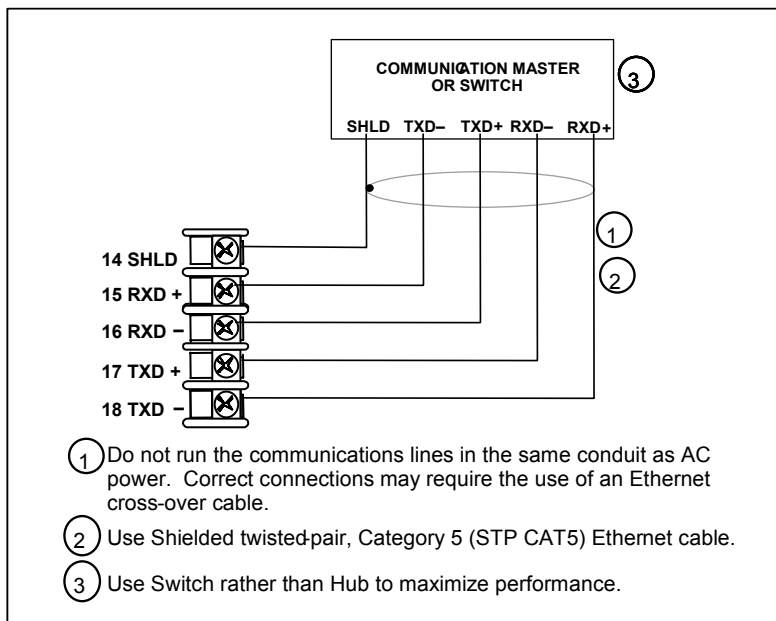 COMMUNICATION MASTER
OR SWITCH
3
SHLD TXD– TXD+ RXD– RXD+
1
2
14 SHLD
15 RXD +
16 RXD –
17 TXD +
18 TXD –
1 Do not run the communications lines in the same conduit as AC
power. Correct connections may require the use of an Ethernet
cross-over cable.
2 Use Shielded twisted-pair, Category 5 (STP CAT5) Ethernet cable.
3 Use Switch rather than Hub to maximize performance.